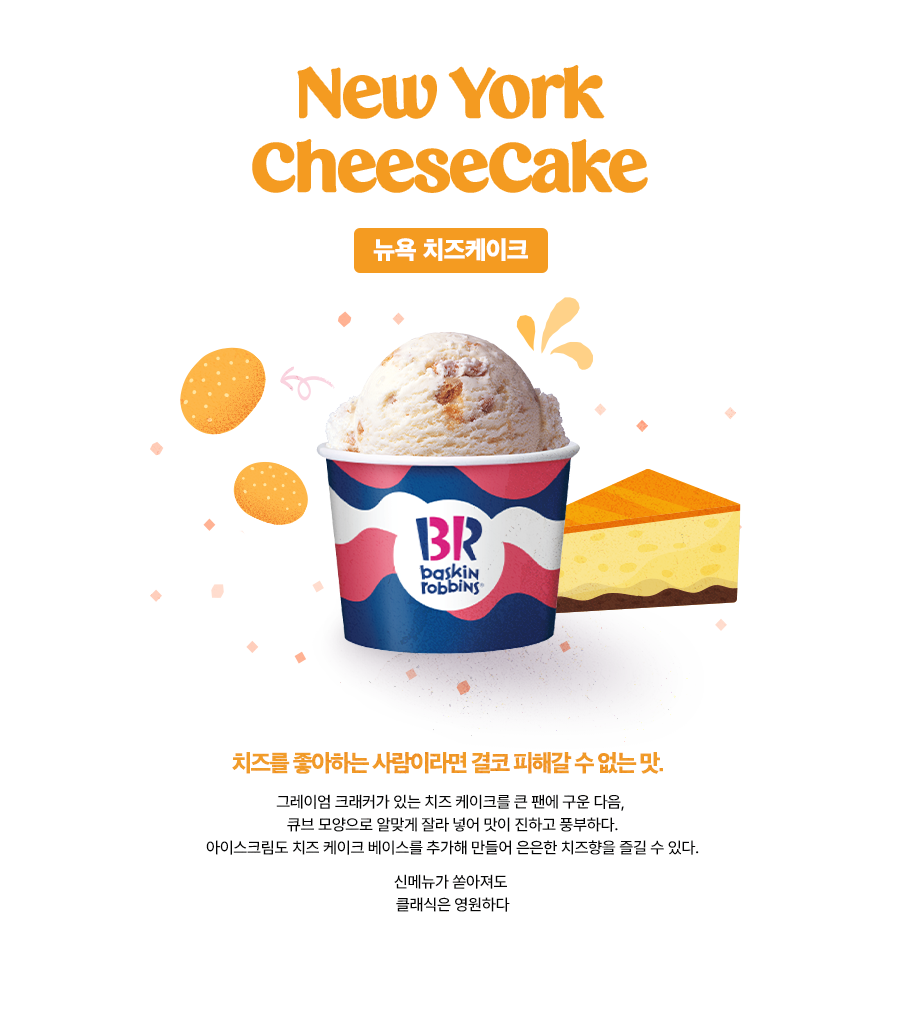 New York
CheeseCake
뉴욕 치즈케이크
BR
baskin
robbins®
치즈를 좋아하는 사람이라면 결코 피해갈 수 없는 맛.
그레이엄 크래커가 있는 치즈 케이크를 큰 팬에 구운 다음,
큐브 모양으로 알맞게 잘라 넣어 맛이 진하고 풍부하다.
아이스크림도 치즈 케이크 베이스를 추가해 만들어 은은한 치즈향을 즐길 수 있다.
신메뉴가 쏟아져도
클래식은 영원하다